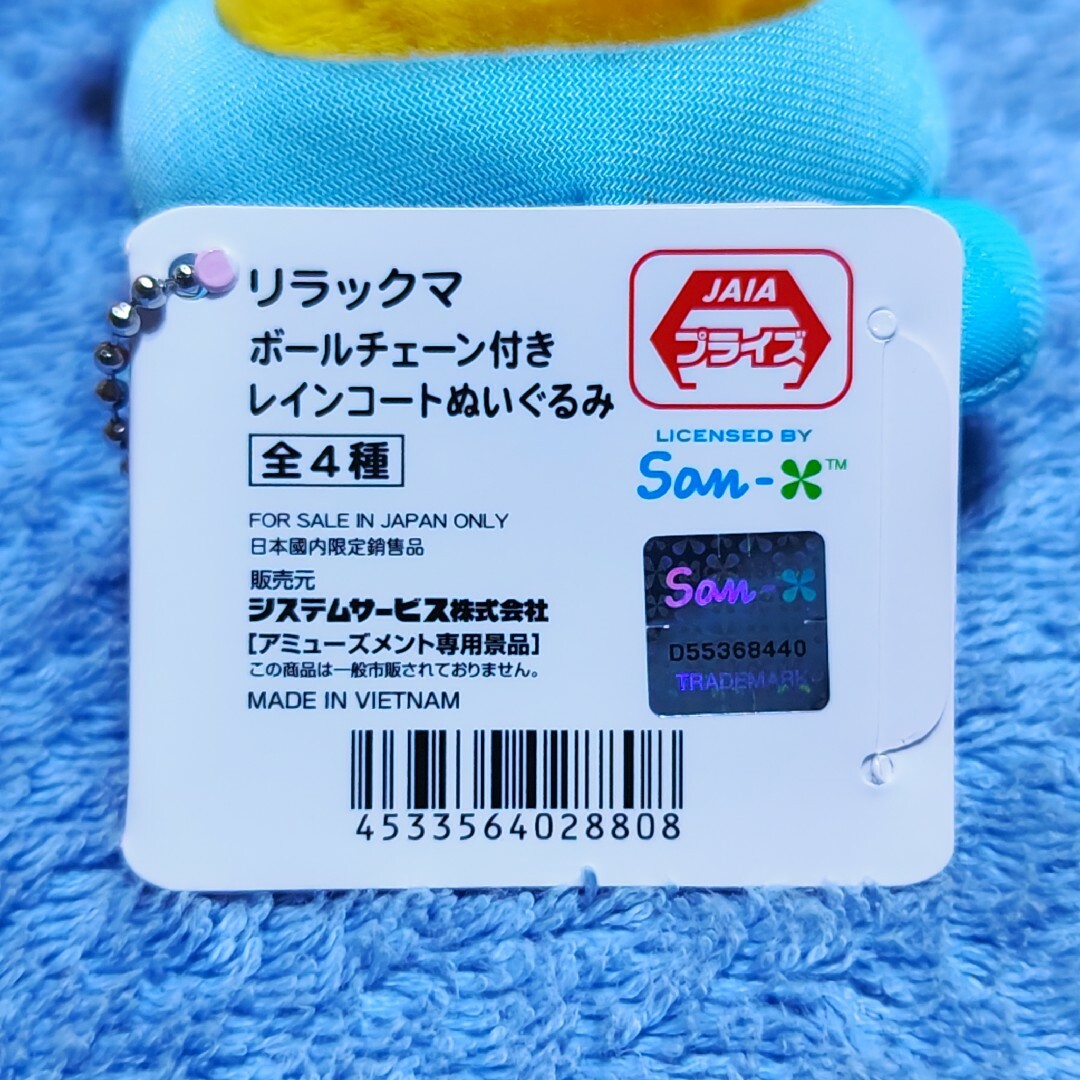 リラックマ
ボールチェーン付き
レインコートぬいぐるみ
全4種
FOR SALE IN JAPAN ONLY
日本國内限定銷售品
販売元
システムサービス株式会社
[アミューズメント専用景品]
この商品は一般市販されておりません。
MADE IN VIETNAM
JAIA
プライズ
LICENSED BY
San-X™
San-X
D55368440
TRADEMARK
4533564028808